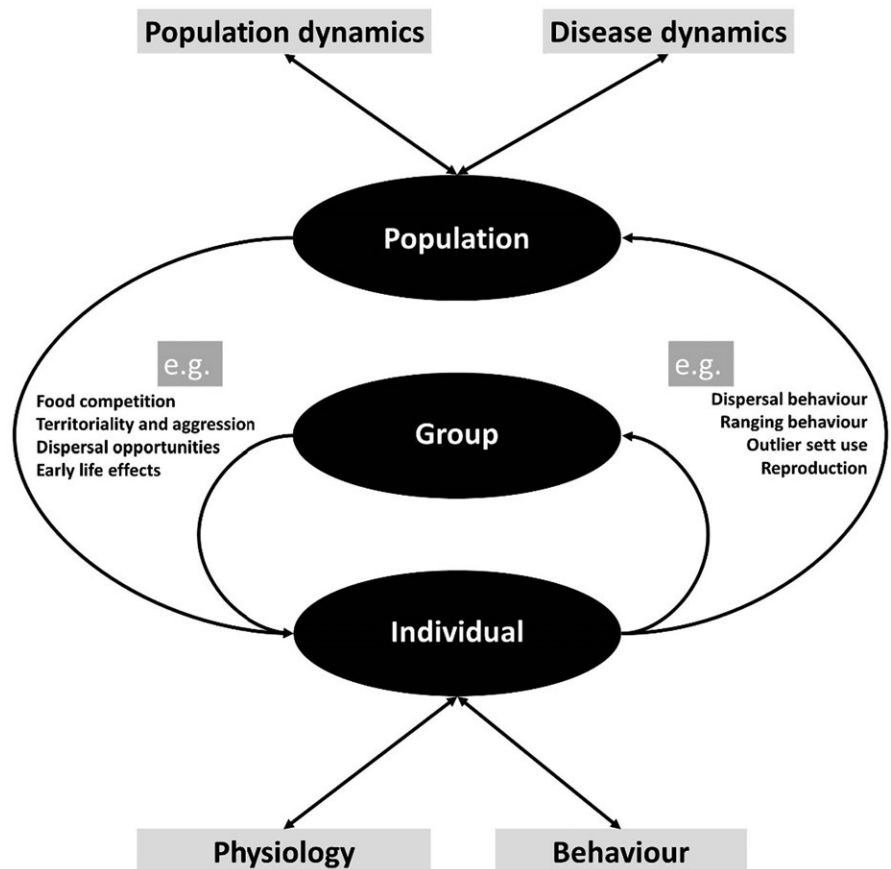 Population dynamics
Disease dynamics
Population
e.g.
Food competition
Territoriality and aggression
Dispersal opportunities
Early life effects
e.g.
Dispersal behaviour
Ranging behaviour
Outlier sett use
Reproduction
Group
Individual
Physiology
Behaviour